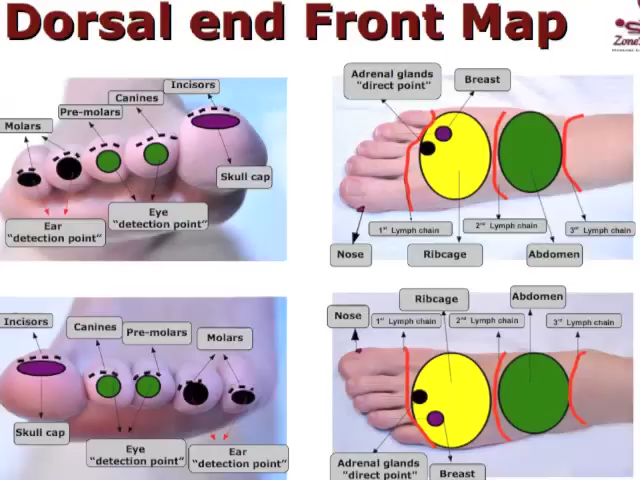 Dorsal end Front Map
Zone
Incisors
Canines
Pre-molars
Molars
Skull cap
Ear
"detection point"
Eye
"detection point"
Adrenal glands
"direct point"
Breast
1st Lymph chain
2nd Lymph chain
3rd Lymph chain
Nose
Ribcage
Abdomen
Incisors
Canines
Pre-molars
Molars
Skull cap
Eye
"detection point"
Ear
"detection point"
Nose
Ribcage
Abdomen
1st Lymph chain
2nd Lymph chain
3rd Lymph chain
Adrenal glands
"direct point"
Breast